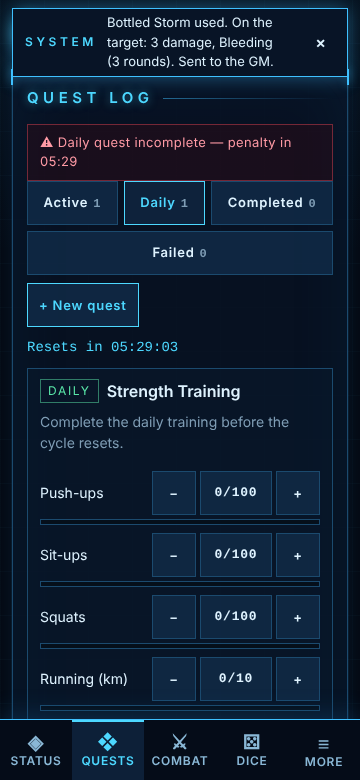 SYSTEM
Bottled Storm used. On the
target: 3 damage, Bleeding
(3 rounds). Sent to the GM.
×
QUEST LOG
⚠ Daily quest incomplete — penalty in
05:29
Active 1
Daily 1
Completed 0
Failed 0
+ New quest
Resets in 05:29:03
DAILY Strength Training
Complete the daily training before the
cycle resets.
Push-ups – 0/100 +
Sit-ups – 0/100 +
Squats – 0/100 +
Running (km) – 0/10 +
STATUS
QUESTS
COMBAT
DICE
MORE